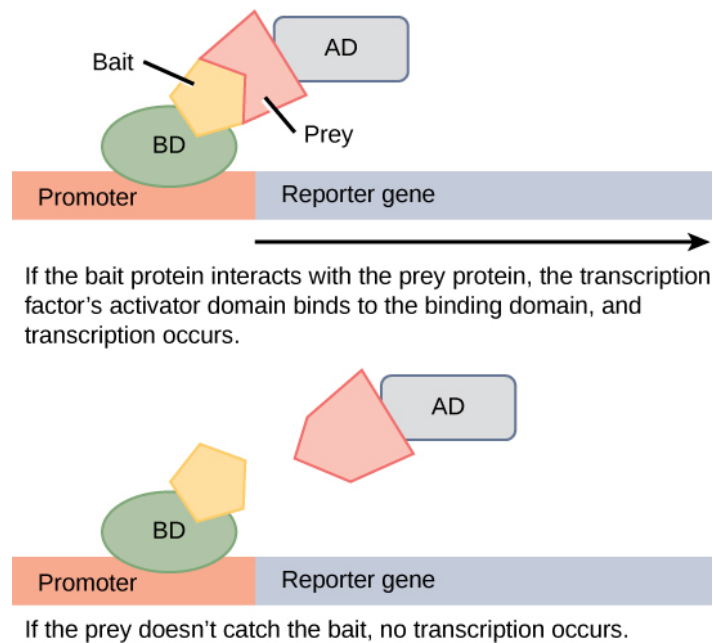 AD
Bait
Prey
BD
Promoter
Reporter gene
If the bait protein interacts with the prey protein, the transcription
factor’s activator domain binds to the binding domain, and
transcription occurs.
AD
BD
Promoter
Reporter gene
If the prey doesn’t catch the bait, no transcription occurs.